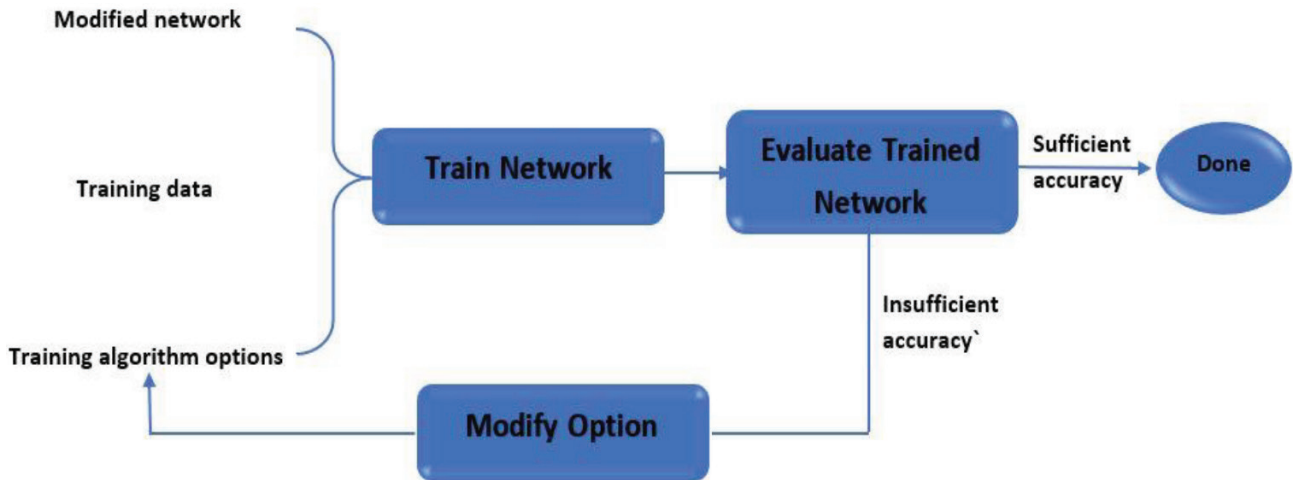 Modified network
Training data
Training algorithm options
Train Network
Evaluate Trained
Network
Sufficient
accuracy
Done
Insufficient
accuracy`
Modify Option